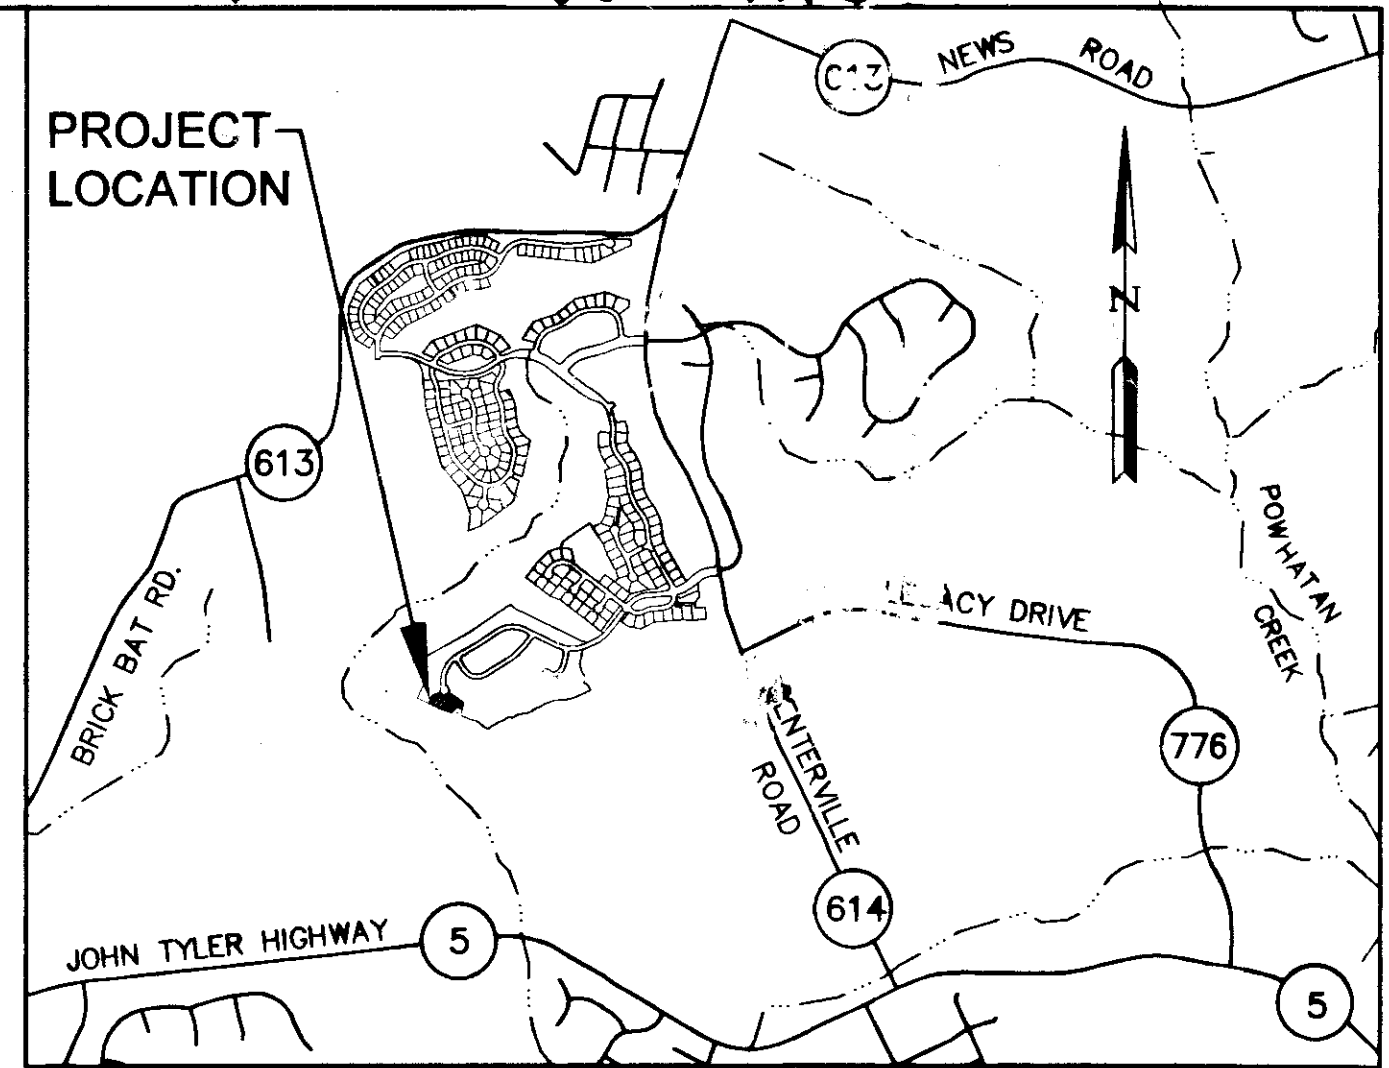 NEWS ROAD
PROJECT
LOCATION
N
613
BRICK BAT RD.
POWHATAN
CREEK
DRIVE
776
ROAD
614
JOHN TYLER HIGHWAY
5
5